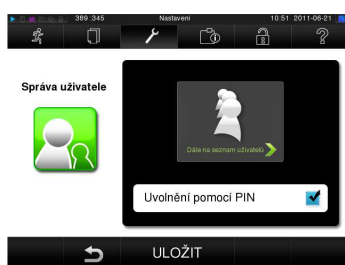 389 345 Nastavení 10:51 2011-06-21
Správa uživatele
Dále na seznam uživatelů
Uvolnění pomocí PIN
ULOŽIT